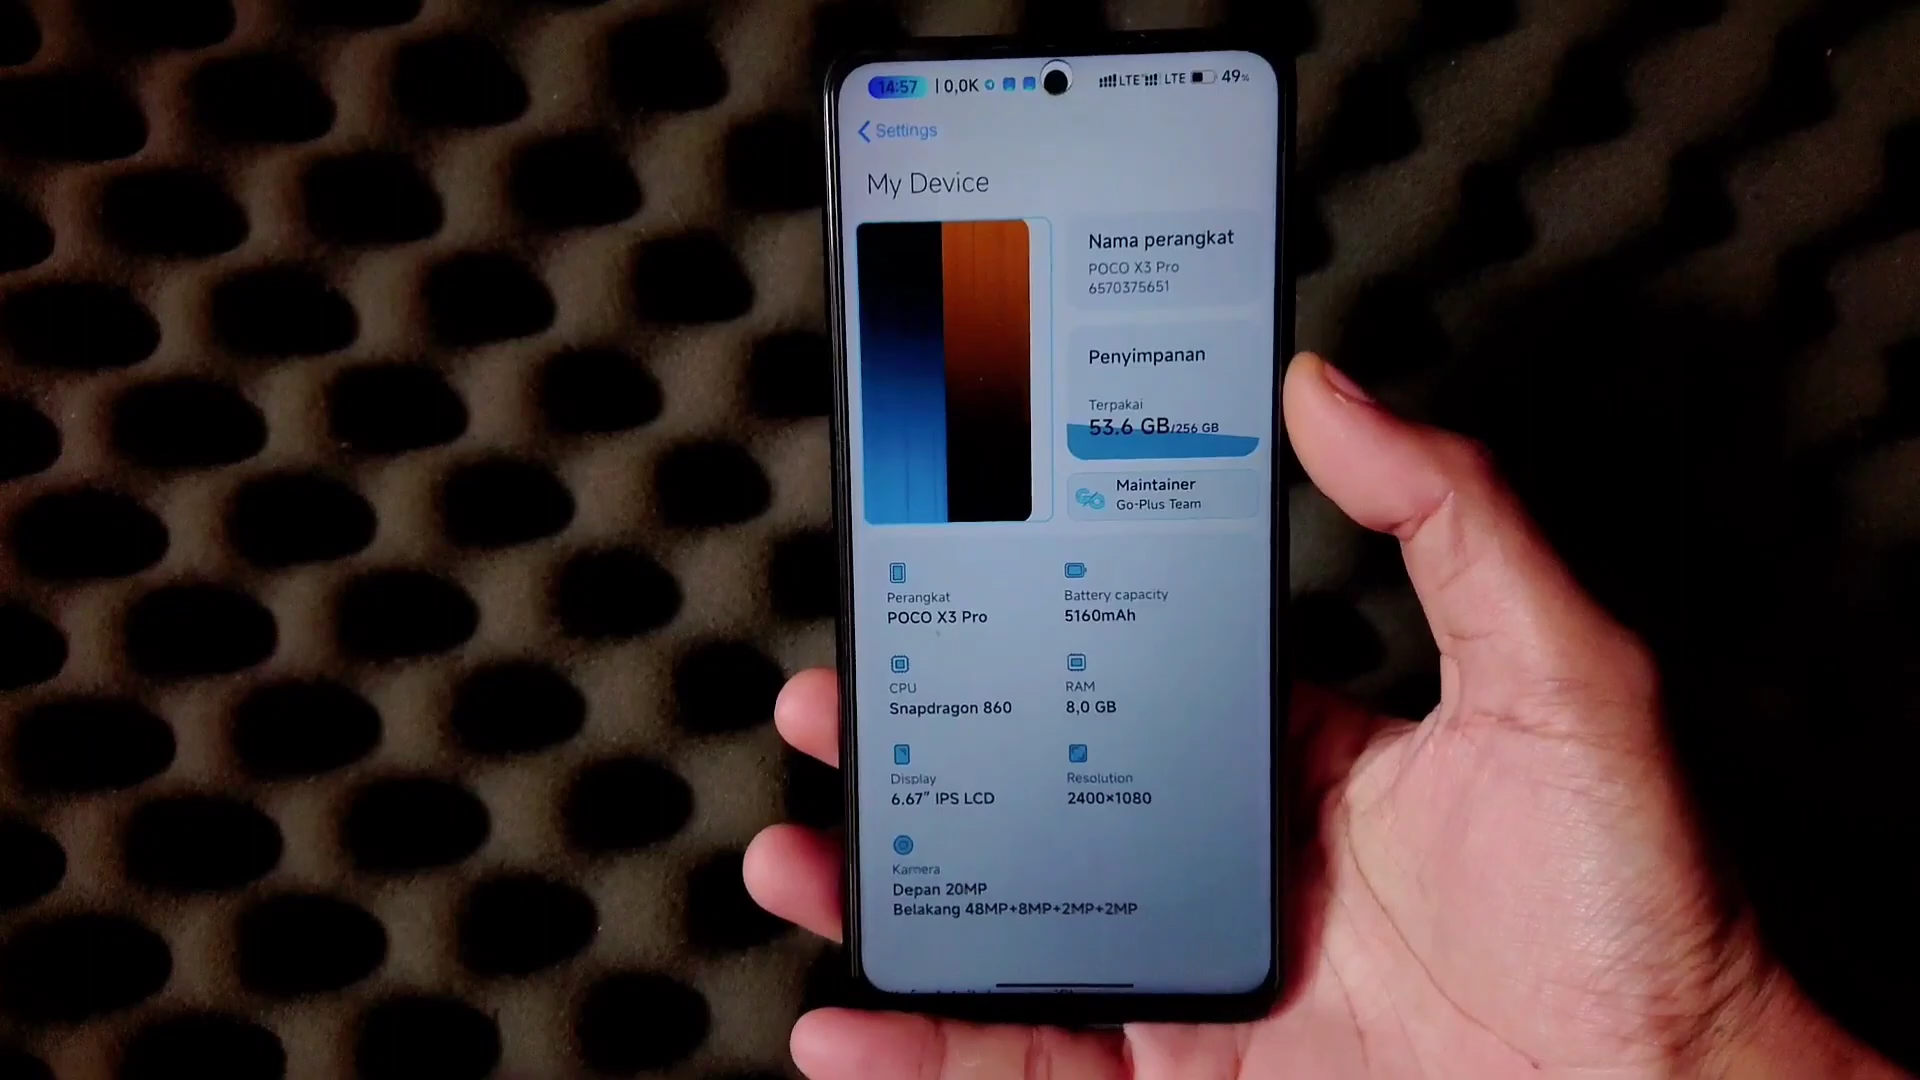 14:57 | 0,0K LTE LTE 49%
Settings
My Device
Nama perangkat
POCO X3 Pro
6570375651
Penyimpanan
Terpakai
53.6 GB/256 GB
Maintainer
Go-Plus Team
Perangkat
POCO X3 Pro
Battery capacity
5160mAh
CPU
Snapdragon 860
RAM
8,0 GB
Display
6.67" IPS LCD
Resolution
2400×1080
Kamera
Depan 20MP
Belakang 48MP+8MP+2MP+2MP